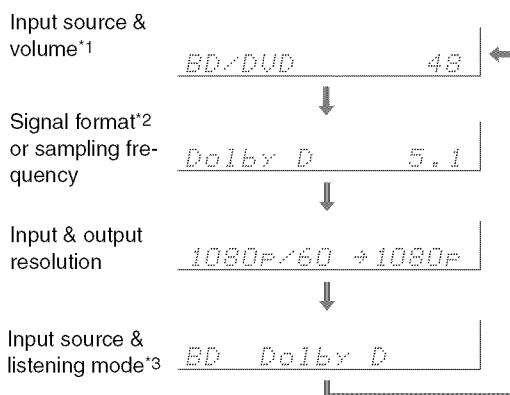 Input source &
volume*1
BD/DVD 48
Signal format*2
or sampling fre-
quency
Dolby D 5.1
Input & output
resolution
1080p/60 →1080p
Input source &
listening mode*3
BD Dolby D